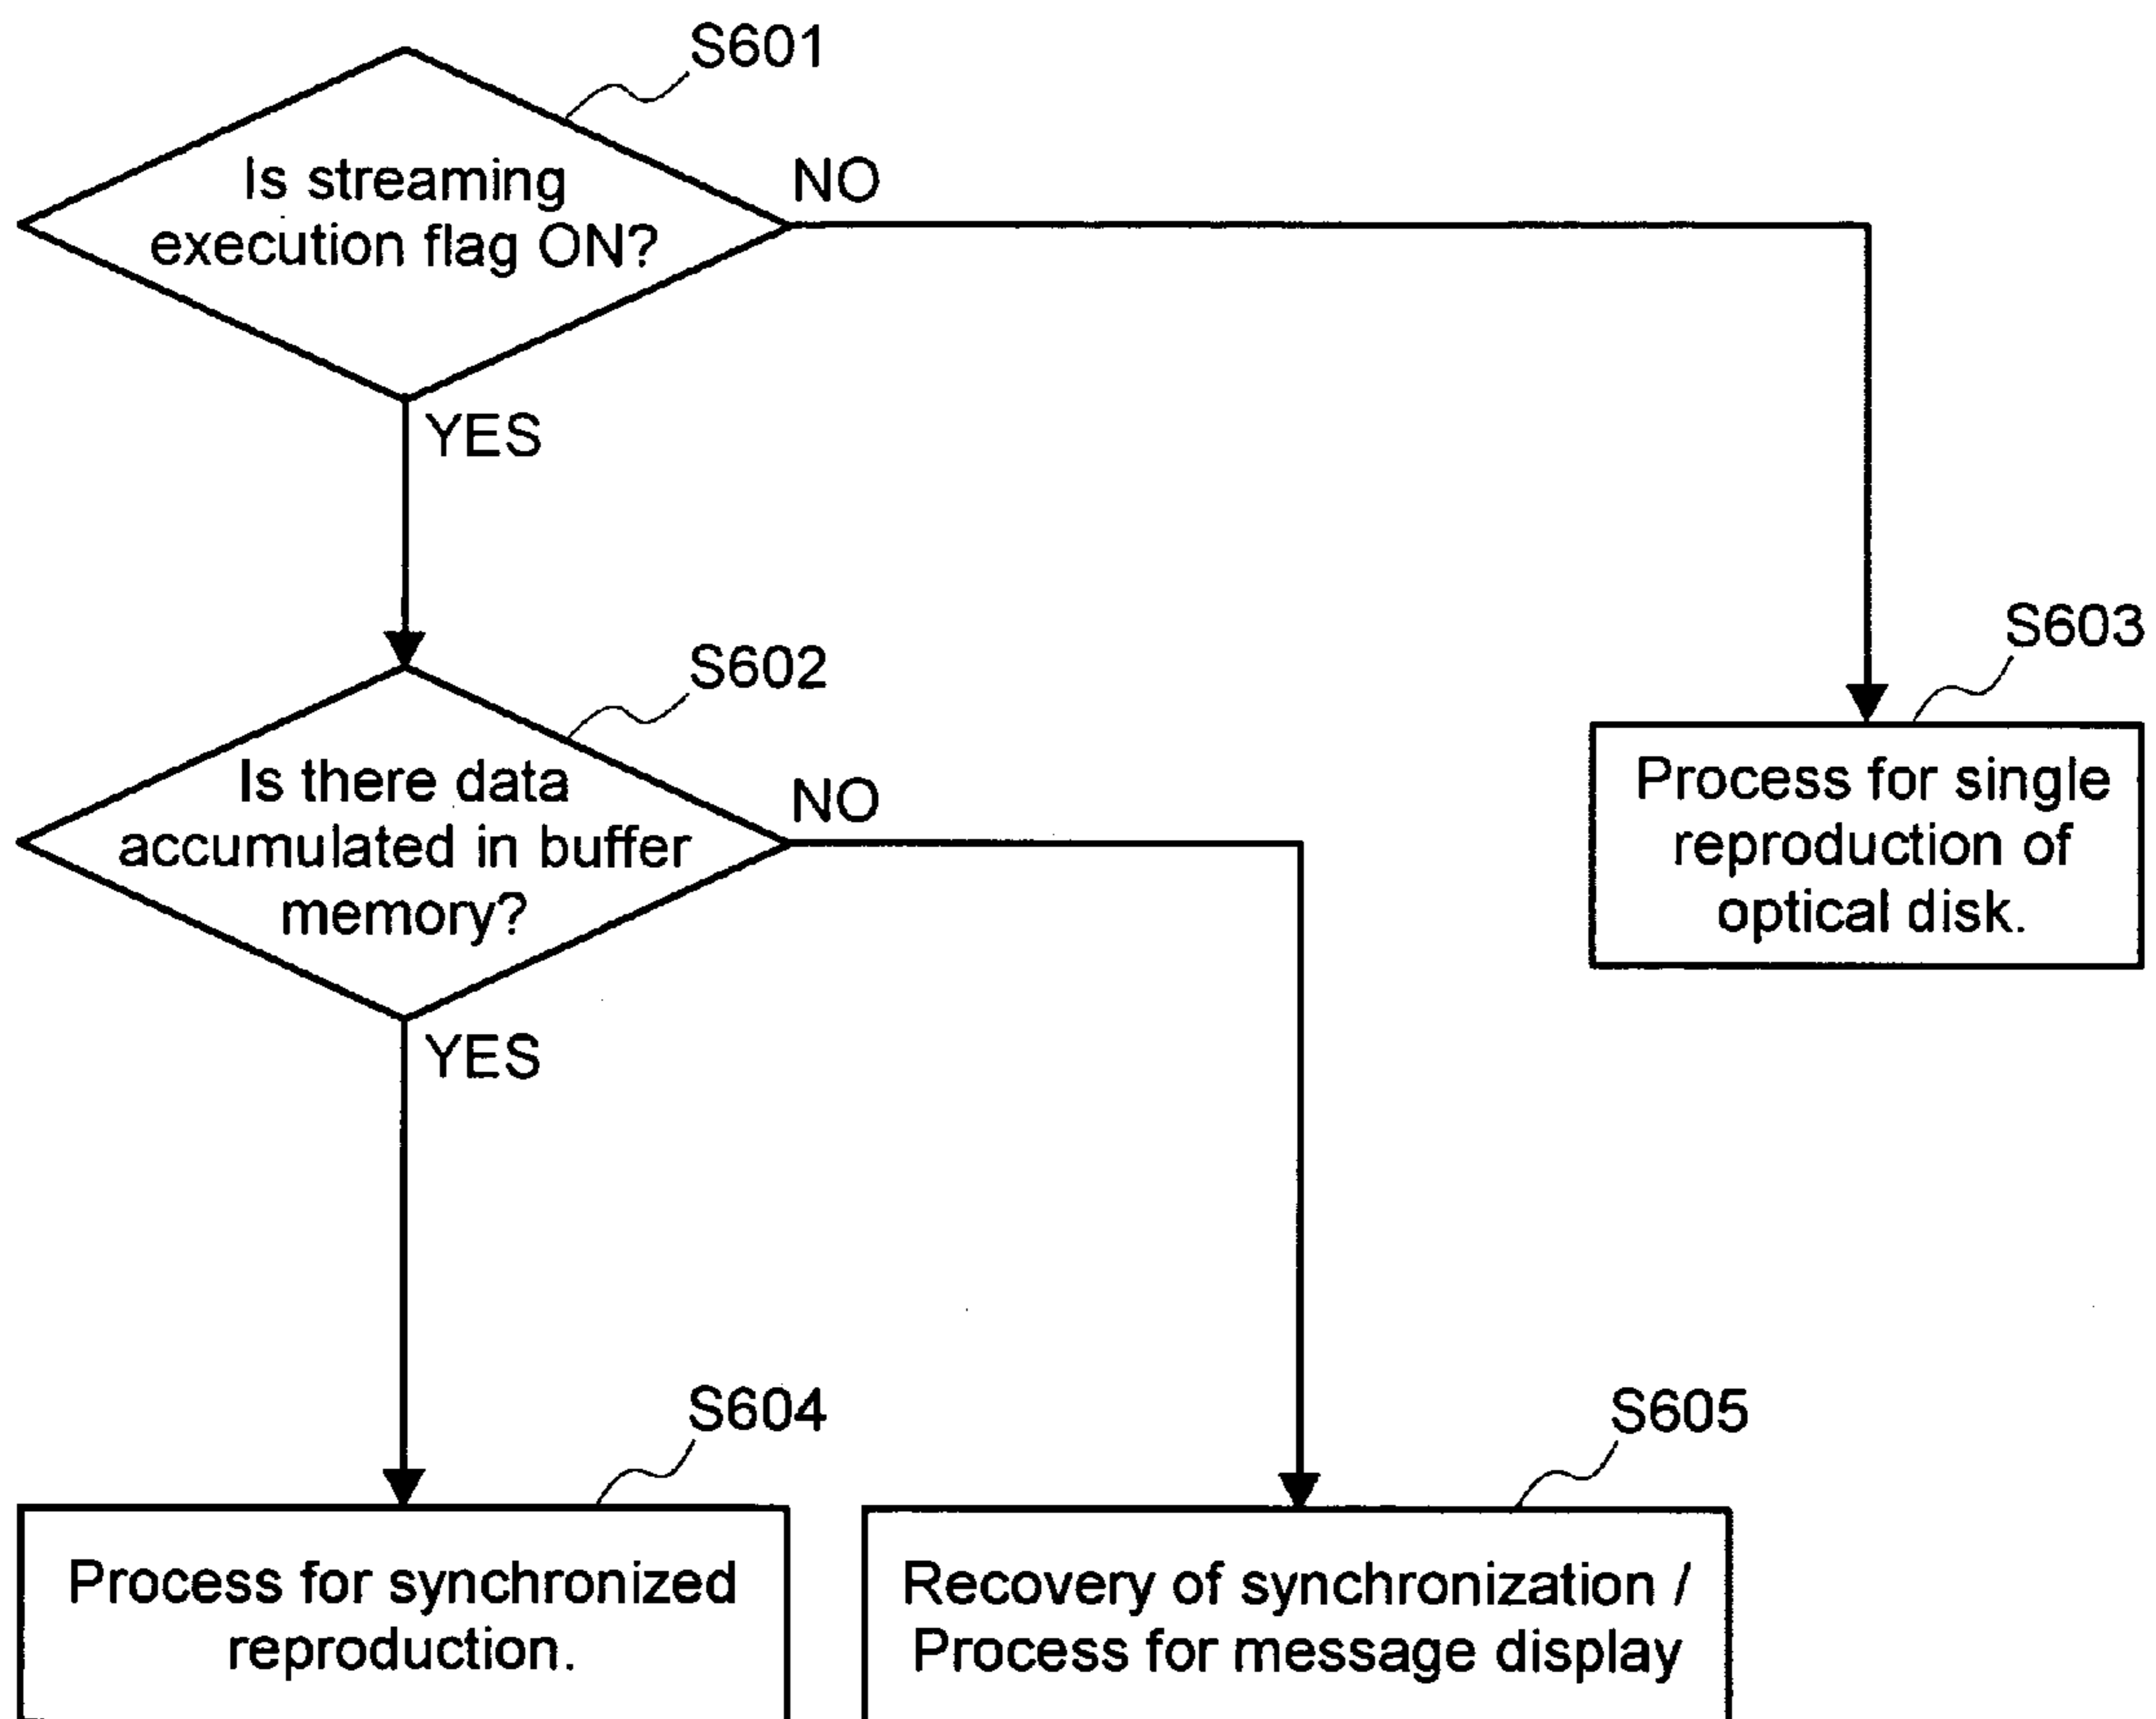 S601
Is streaming
execution flag ON?
NO
YES
S602
S603
Is there data
accumulated in buffer
memory?
NO
Process for single
reproduction of
optical disk.
YES
S604
S605
Process for synchronized
reproduction.
Recovery of synchronization /
Process for message display